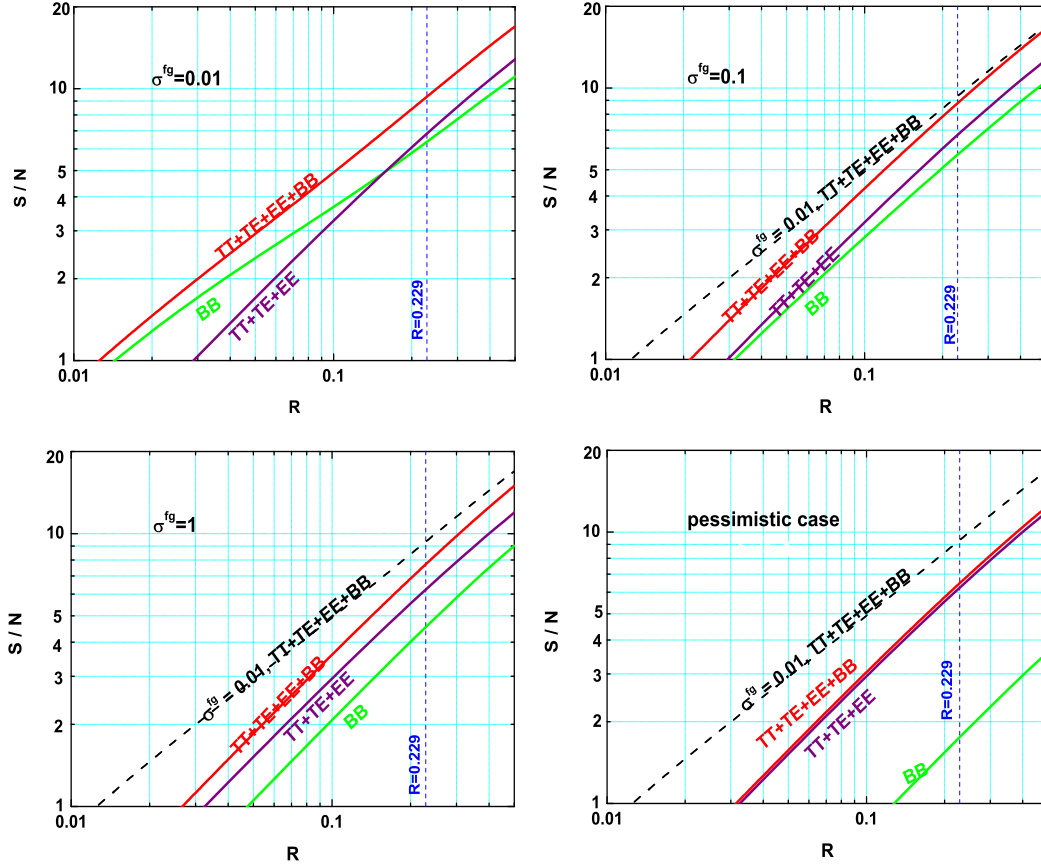 20
10
5
4
3
2
1
S / N
σfg=0.01
TT+TE+EE+BB
BB
TT+TE+EE
R=0.229
0.01
0.1
R
20
10
5
4
3
2
1
S / N
σfg=0.1
σfg = 0.01, TT+TE+EE+BB
TT+TE+EE+BB
TT+TE+EE
BB
R=0.229
0.01
0.1
R
20
10
5
4
3
2
1
S / N
σfg=1
σfg = 0.01, TT+TE+EE+BB
TT+TE+EE+BB
TT+TE+EE
BB
R=0.229
0.01
0.1
R
20
10
5
4
3
2
1
S / N
pessimistic case
σfg = 0.01, TT+TE+EE+BB
TT+TE+EE+BB
TT+TE+EE
BB
R=0.229
0.01
0.1
R